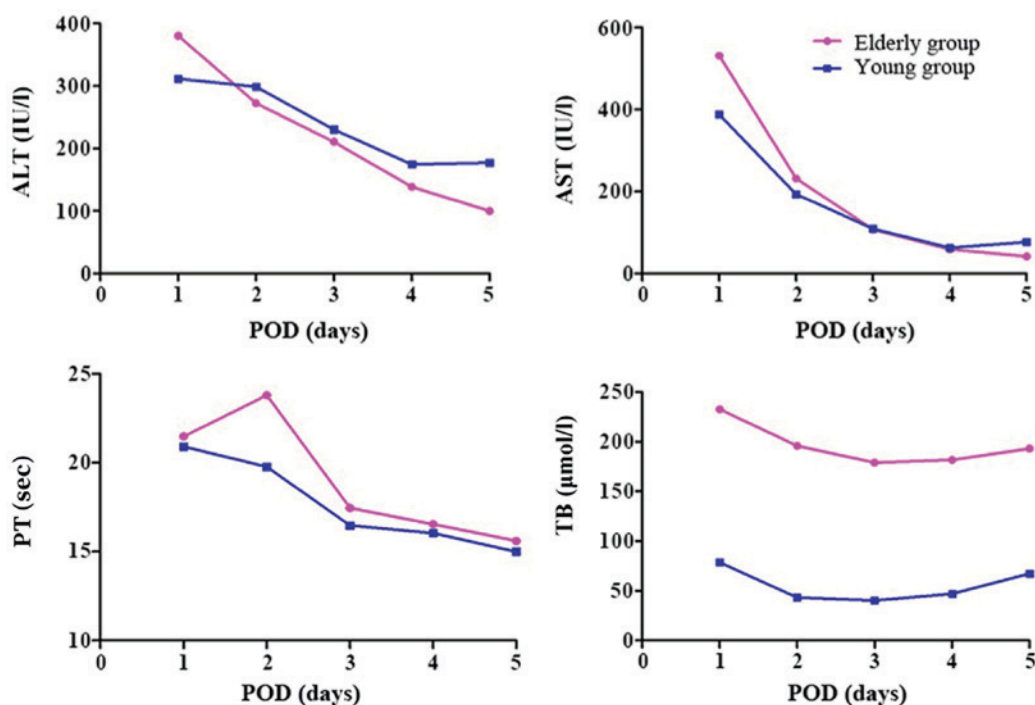 ALT (IU/l)
400
300
200
100
0
0 1 2 3 4 5
POD (days)
AST (IU/l)
600
400
200
0
0 1 2 3 4 5
POD (days)
Elderly group
Young group
PT (sec)
25
20
15
10
0 1 2 3 4 5
POD (days)
TB (μmol/l)
250
200
150
100
50
0
0 1 2 3 4 5
POD (days)